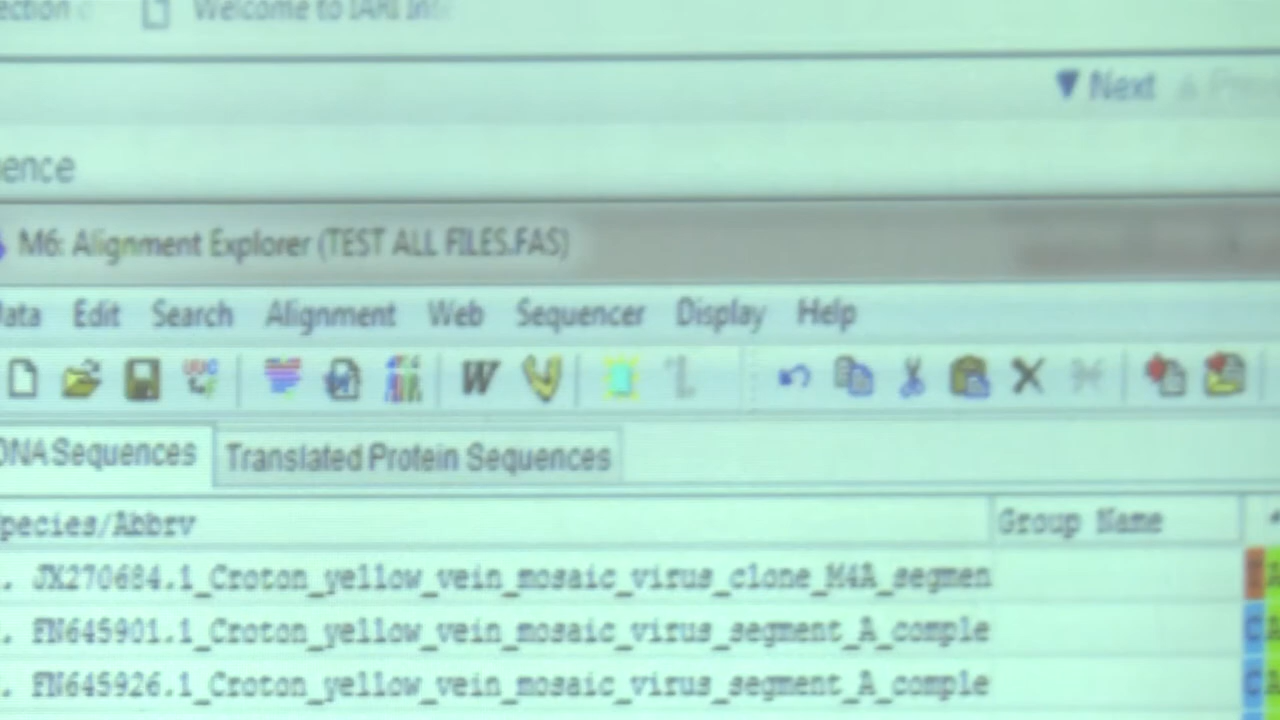 Welcome to IARI
Next
ence
M6: Alignment Explorer (TEST ALL FILES.FAS)
ata Edit Search Alignment Web Sequencer Display Help
W
DNA Sequences Translated Protein Sequences
pecies/Abbrv Group Name
. JX270684.1_Croton_yellow_vein_mosaic_virus_clone_M4A_segmen
. FN645901.1_Croton_yellow_vein_mosaic_virus_segment_A_comple
. FN645926.1_Croton_yellow_vein_mosaic_virus_segment_A_comple